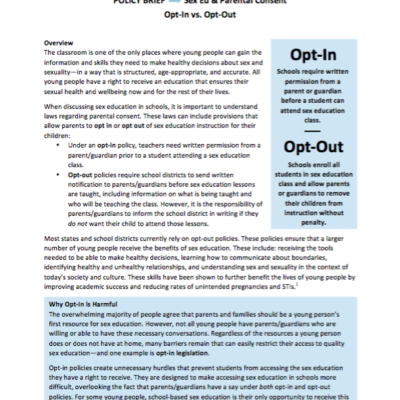 POLICY BRIEF — Sex Ed & Parental Consent
Opt-In vs. Opt-Out
Overview
The classroom is one of the only places where young people can gain the
information and skills they need to make healthy decisions about sex and
sexuality—in a way that is structured, age-appropriate, and accurate. All
young people have a right to receive an education that ensures their
sexual health and wellbeing now and for the rest of their lives.
When discussing sex education in schools, it is important to understand
laws regarding parental consent. These laws can include provisions that
allow parents to opt in or opt out of sex education instruction for their
children:
• Under an opt-in policy, teachers need written permission from a
parent/guardian prior to a student attending a sex education
class.
• Opt-out policies require school districts to send written
notification to parents/guardians before sex education lessons
are taught, including information on what is being taught and
who will be teaching the class. However, it is the responsibility of
parents/guardians to inform the school district in writing if they
do not want their child to attend those lessons.
Opt-In
Schools require written
permission from a
parent or guardian
before a student can
attend sex education
class.
Opt-Out
Schools enroll all
students in sex education
class and allow parents
or guardians to remove
their children from
instruction without
penalty.
Most states and school districts currently rely on opt-out policies. These policies ensure that a larger
number of young people receive the benefits of sex education. These include: receiving the tools
needed to be able to make healthy decisions, learning how to communicate about boundaries,
identifying healthy and unhealthy relationships, and understanding sex and sexuality in the context of
today's society and culture. These skills have been shown to further benefit the lives of young people by
improving academic success and reducing rates of unintended pregnancies and STIs.
Why Opt-In is Harmful
The overwhelming majority of people agree that parents and families should be a young person's
first resource for sex education. However, not all young people have parents/guardians who are
willing or able to have these necessary conversations. Regardless of the resources a young person
does or does not have at home, many barriers remain that can easily restrict their access to quality
sex education—and one example is opt-in legislation.
Opt-in policies create unnecessary hurdles that prevent students from accessing the sex education
they have a right to receive. They are designed to make accessing sex education in schools more
difficult, overlooking the fact that parents/guardians have a say under both opt-in and opt-out
policies. For some young people, school-based sex education is their only opportunity to receive this